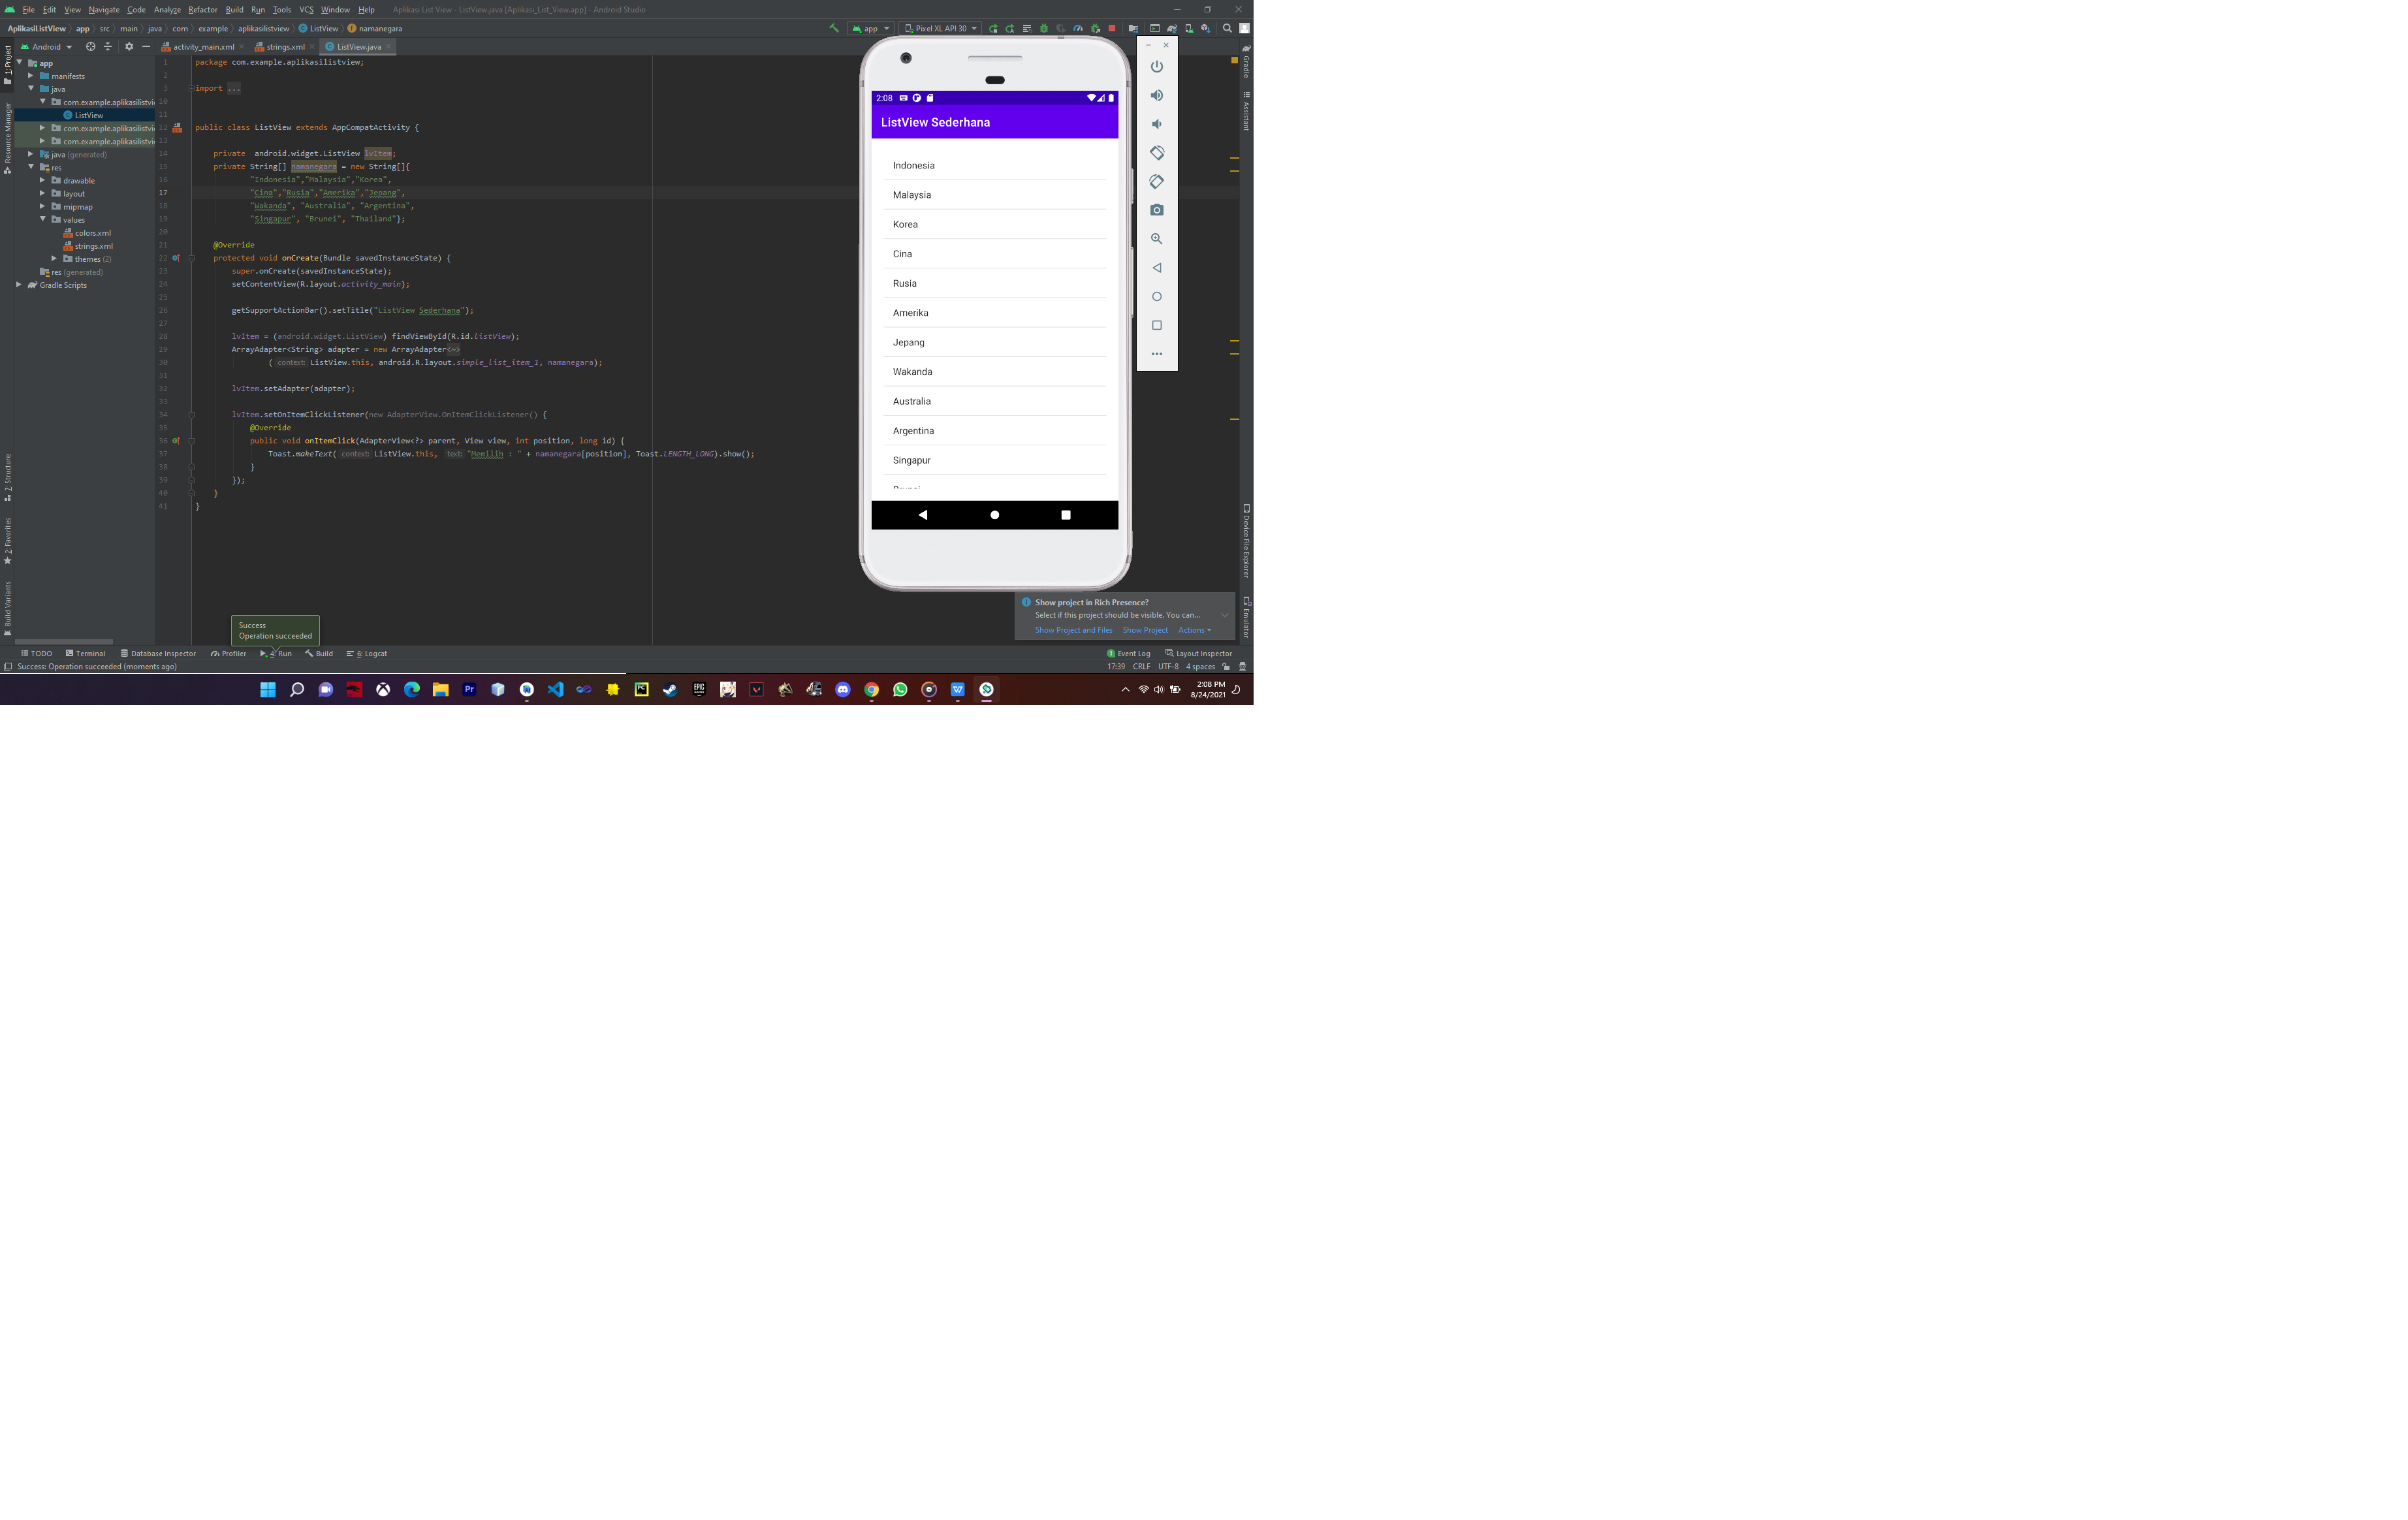 File Edit View Navigate Code Analyze Refactor Build Run Tools VCS Window Help Aplikasi List View - ListView.java [Aplikasi_List_View.app] - Android Studio
AplikasiListView app src main java com example aplikasilistview ListView namanegara
app Pixel XL API 30
Android
activity_main.xml strings.xml ListView.java
1: Project
Resource Manager
7: Structure
2: Favorites
Build Variants
app
manifests
java
com.example.aplikasilistvi
ListView
com.example.aplikasilistvi
com.example.aplikasilistvi
java (generated)
res
drawable
layout
mipmap
values
colors.xml
strings.xml
themes (2)
res (generated)
Gradle Scripts
1 package com.example.aplikasilistview;
2
3 import ...
10
11
12 public class ListView extends AppCompatActivity {
13
14 private android.widget.ListView lvItem;
15 private String[] namanegara = new String[]{
16 "Indonesia","Malaysia","Korea",
17 "Cina","Rusia","Amerika","Jepang",
18 "Wakanda", "Australia", "Argentina",
19 "Singapur", "Brunei", "Thailand"};
20
21 @Override
22 protected void onCreate(Bundle savedInstanceState) {
23 super.onCreate(savedInstanceState);
24 setContentView(R.layout.activity_main);
25
26 getSupportActionBar().setTitle("ListView Sederhana");
27
28 lvItem = (android.widget.ListView) findViewById(R.id.listView);
29 ArrayAdapter<String> adapter = new ArrayAdapter<~>
30 ( context: ListView.this, android.R.layout.simple_list_item_1, namanegara);
31
32 lvItem.setAdapter(adapter);
33
34 lvItem.setOnItemClickListener(new AdapterView.OnItemClickListener() {
35 @Override
36 public void onItemClick(AdapterView<?> parent, View view, int position, long id) {
37 Toast.makeText( context: ListView.this, text: "Memilih : " + namanegara[position], Toast.LENGTH_LONG).show();
38 }
39 });
40 }
41 }
2:08
ListView Sederhana
Indonesia
Malaysia
Korea
Cina
Rusia
Amerika
Jepang
Wakanda
Australia
Argentina
Singapur
Brunei
Gradle
Assistant
Device File Explorer
Emulator
Show project in Rich Presence?
Select if this project should be visible. You can...
Show Project and Files Show Project Actions
Success
Operation succeeded
TODO Terminal Database Inspector Profiler 4: Run Build 6: Logcat
1 Event Log Layout Inspector
Success: Operation succeeded (moments ago)
17:39 CRLF UTF-8 4 spaces
Pr
PC
EPIC
W
2:08 PM
8/24/2021